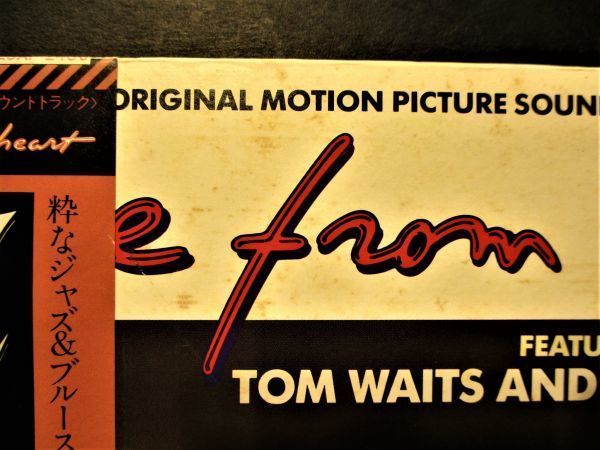 ウントトラック〉
heart
粋なジャズ&ブルース
ORIGINAL MOTION PICTURE SOUN
e from
FEATU
TOM WAITS AND